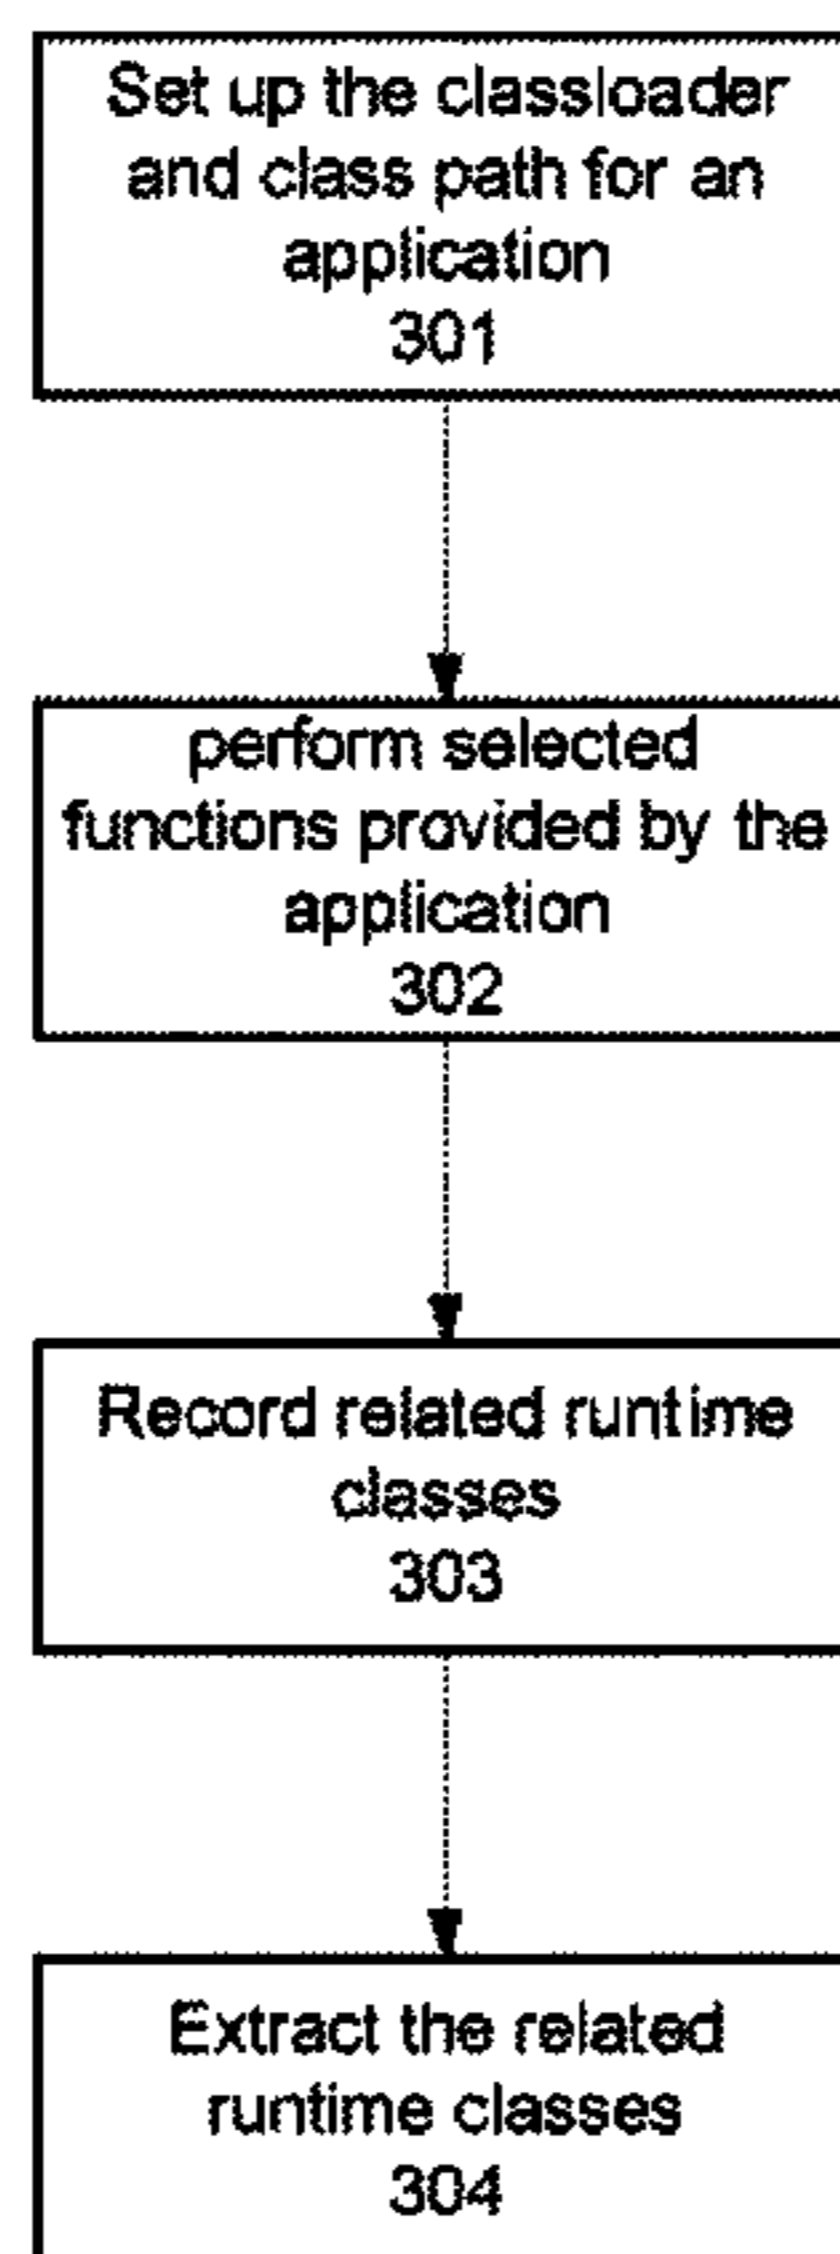 Set up the classloader
and class path for an
application
301
perform selected
functions provided by the
application
302
Record related runtime
classes
303
Extract the related
runtime classes
304